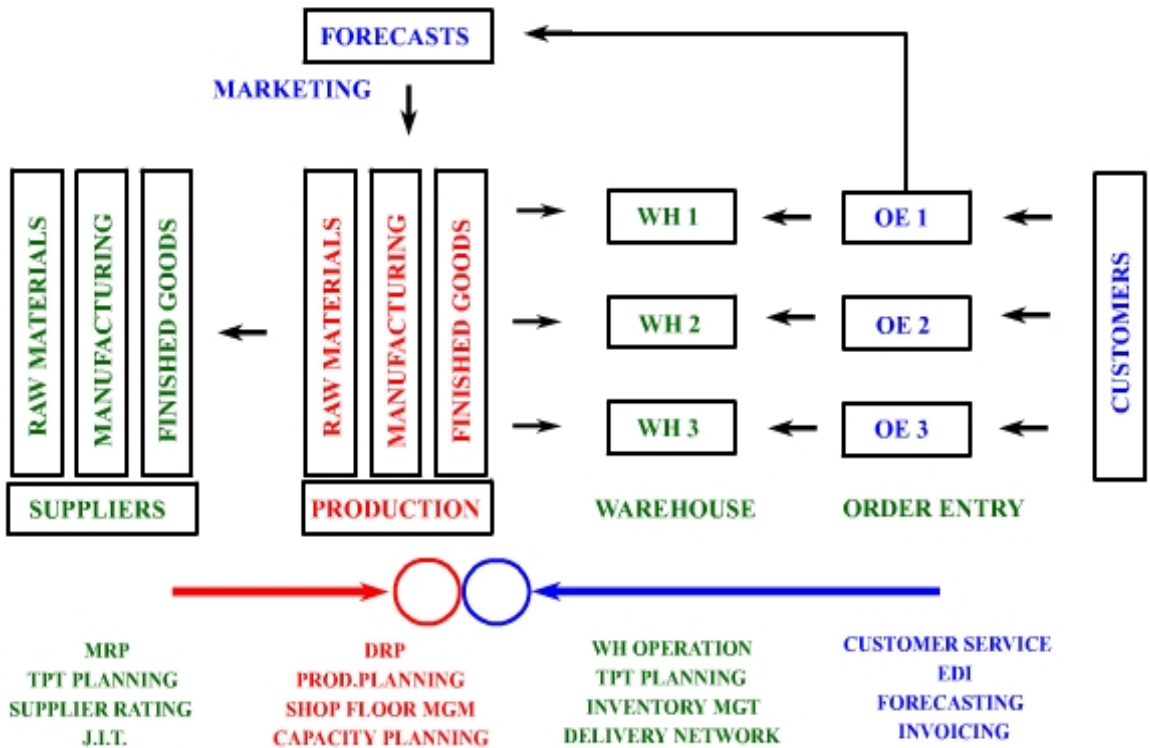 FORECASTS
MARKETING
RAW MATERIALS
MANUFACTURING
FINISHED GOODS
SUPPLIERS
RAW MATERIALS
MANUFACTURING
FINISHED GOODS
PRODUCTION
WH 1
WH 2
WH 3
WAREHOUSE
OE 1
OE 2
OE 3
ORDER ENTRY
CUSTOMERS
MRP
TPT PLANNING
SUPPLIER RATING
J.I.T.
DRP
PROD.PLANNING
SHOP FLOOR MGM
CAPACITY PLANNING
WH OPERATION
TPT PLANNING
INVENTORY MGT
DELIVERY NETWORK
CUSTOMER SERVICE
EDI
FORECASTING
INVOICING